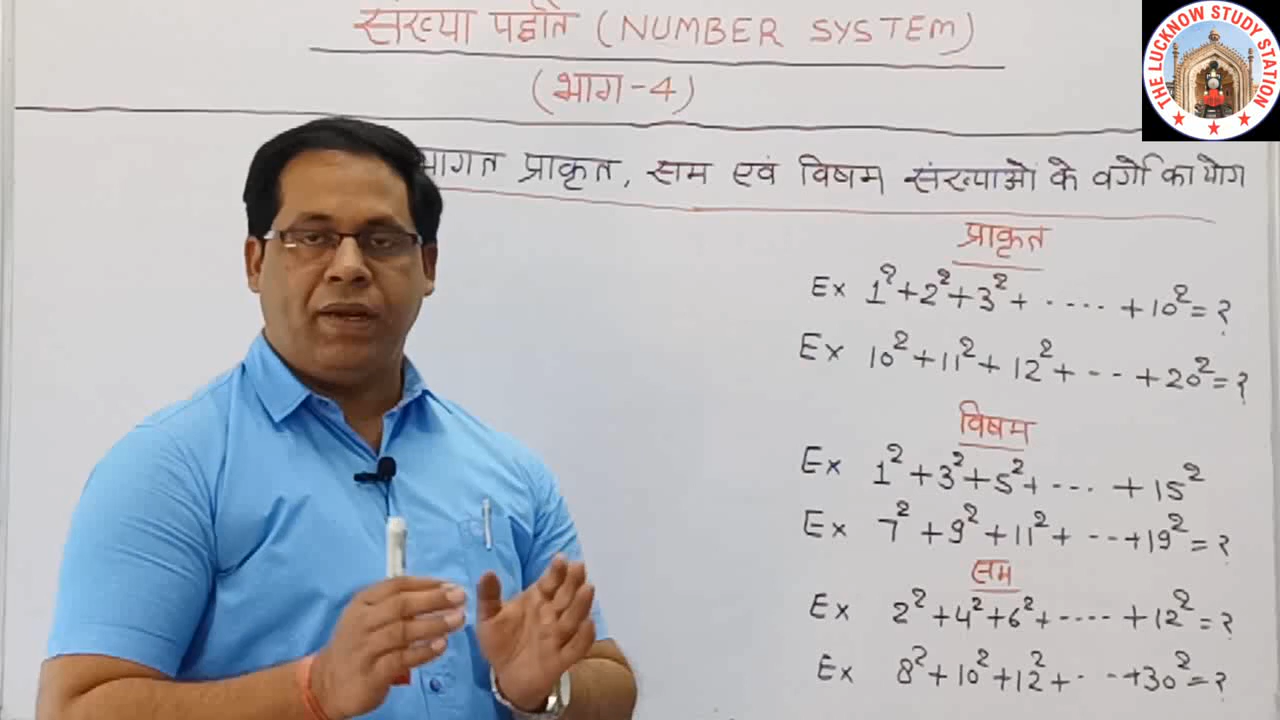 संख्या पद्धति (NUMBER SYSTEM)
(भाग-4)
THE LUCKNOW STUDY STATION
प्राकृत, सम एवं विषम संख्याओं के वर्गो का योग
प्राकृत
Ex 1²+2²+3²+ ..... +10²=?
Ex 10²+11²+12²+ ... +20²=?
विषम
Ex 1²+3²+5²+ .... +15²
Ex 7²+9²+11²+ ...+19²=?
सम
Ex 2²+4²+6²+ ..... +12²=?
Ex 8²+10²+12²+ ...+30²=?